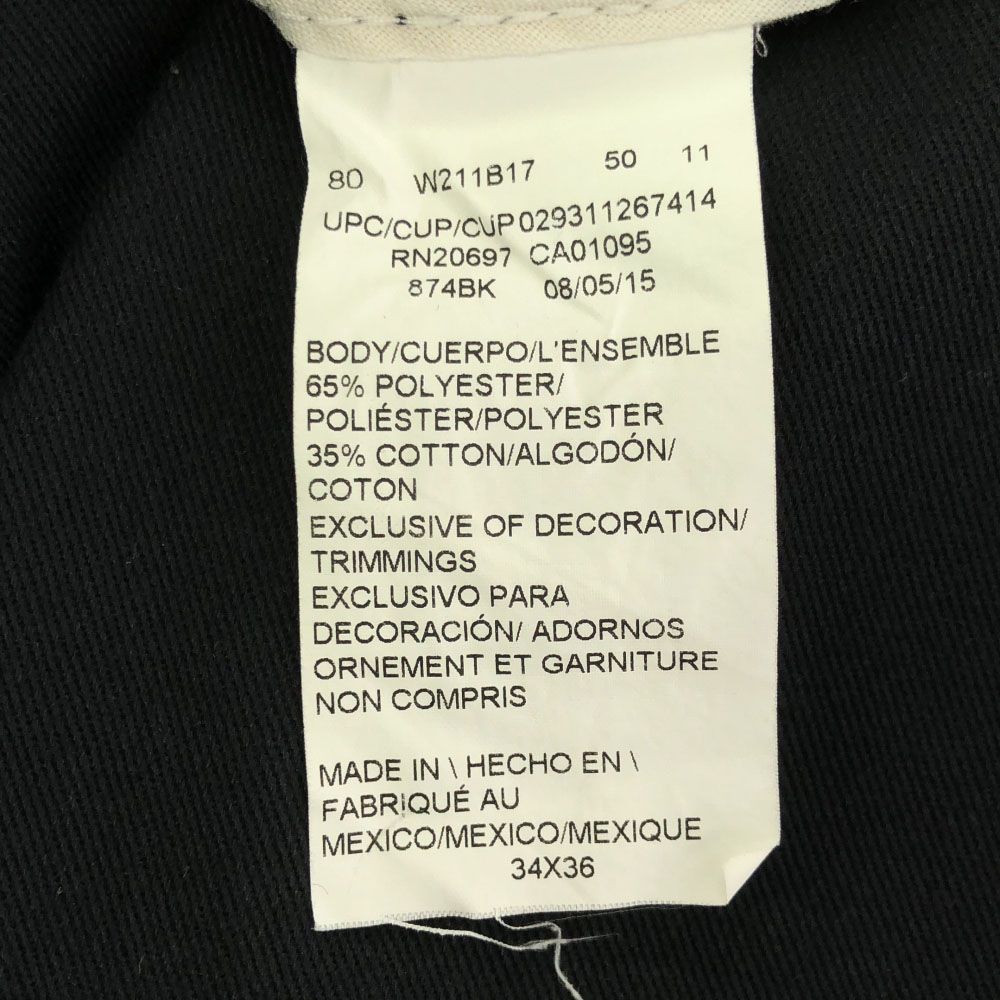 80 W211B17 50 11
UPC/CUP/CUP029311267414
RN20697 CA01095
874BK 08/05/15
BODY/CUERPO/L'ENSEMBLE
65% POLYESTER/
POLIÉSTER/POLYESTER
35% COTTON/ALGODÓN/
COTON
EXCLUSIVE OF DECORATION/
TRIMMINGS
EXCLUSIVO PARA
DECORACIÓN/ ADORNOS
ORNEMENT ET GARNITURE
NON COMPRIS
MADE IN \ HECHO EN \
FABRIQUÉ AU
MEXICO/MEXICO/MEXIQUE
34X36